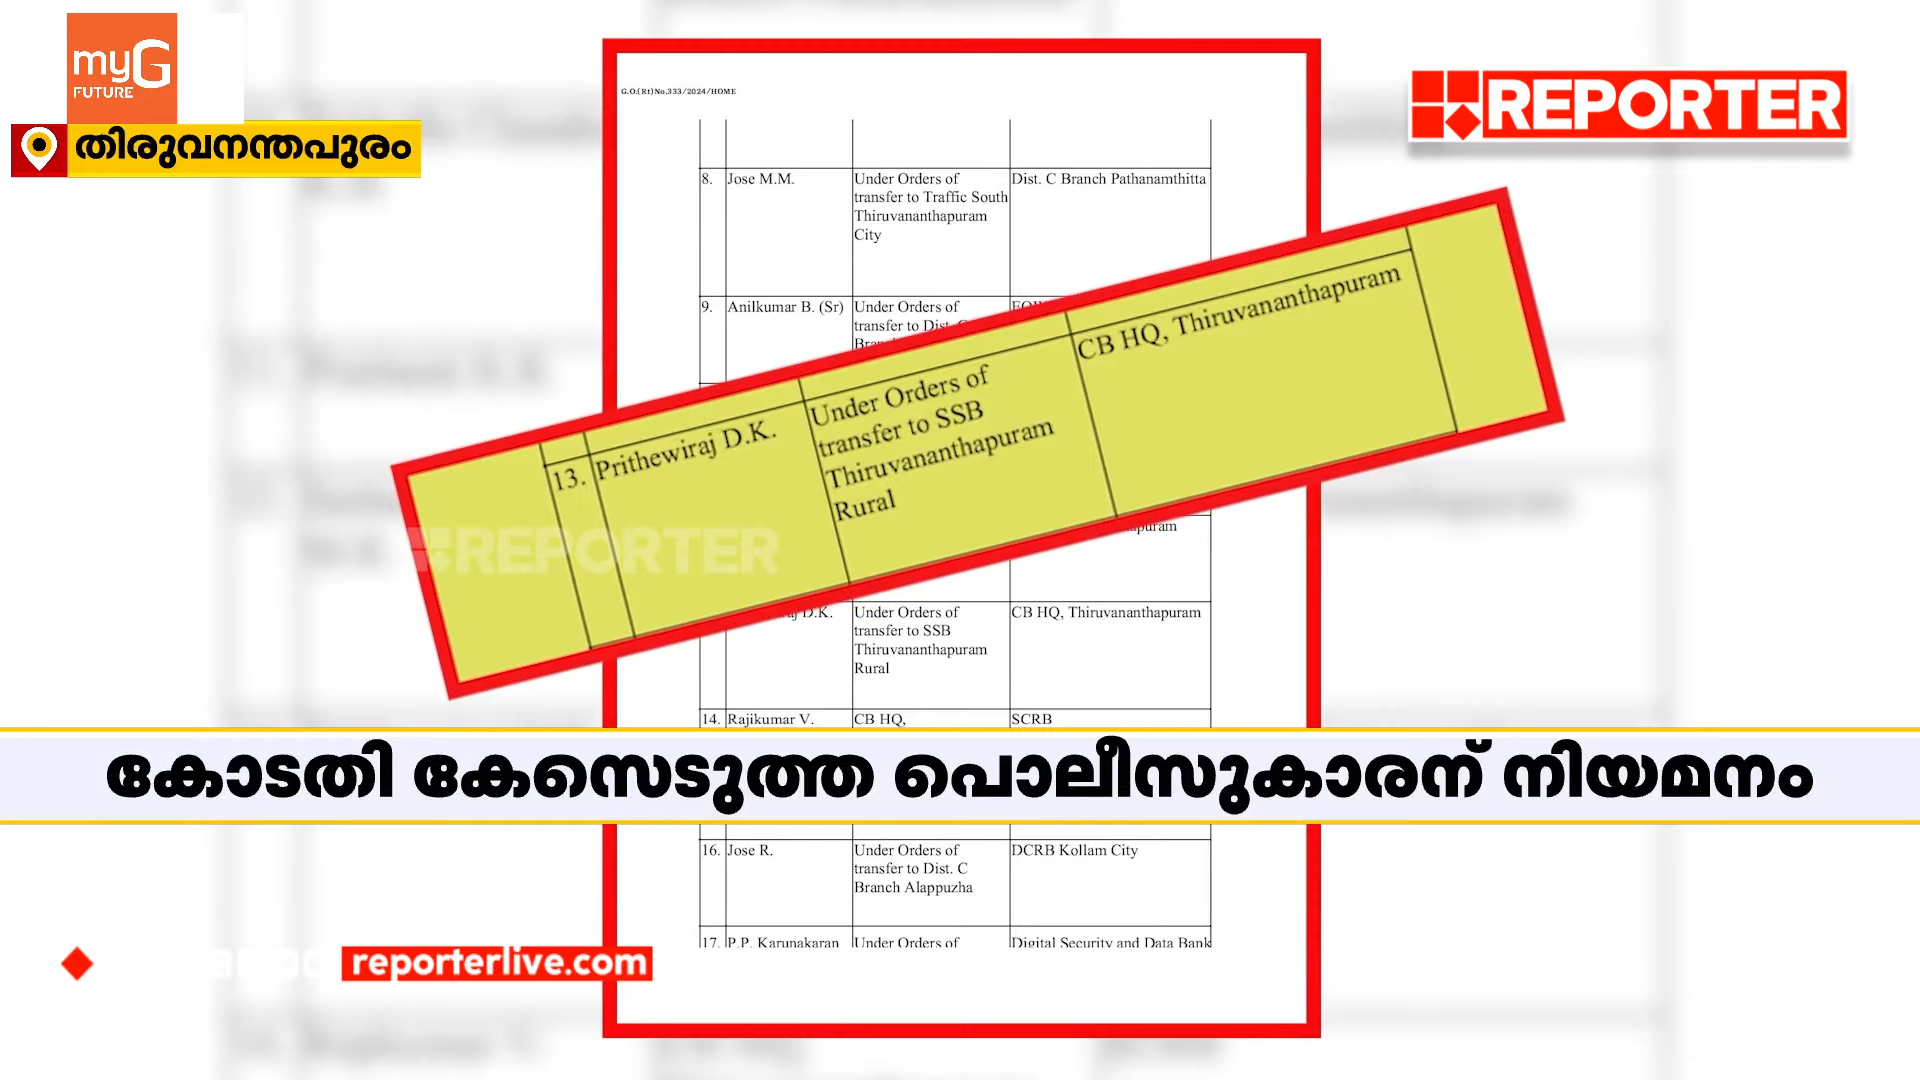 myG
FUTURE
തിരുവനന്തപുരം
REPORTER
G.O.(Rt)No.333/2024/HOME
8. Jose M.M. Under Orders of Dist. C Branch Pathanamthitta
transfer to Traffic South
Thiruvananthapuram
City
9. Anilkumar B. (Sr) Under Orders of
transfer to Dist.
13. Prithewiraj D.K. Under Orders of CB HQ, Thiruvananthapuram
transfer to SSB
Thiruvananthapuram
Rural
REPORTER
D.K. Under Orders of CB HQ, Thiruvananthapuram
transfer to SSB
Thiruvananthapuram
Rural
14. Rajikumar V. CB HQ, SCRB
കോടതി കേസെടുത്ത പൊലീസുകാരന് നിയമനം
16. Jose R. Under Orders of DCRB Kollam City
transfer to Dist. C
Branch Alappuzha
17. P.P. Karunakaran Under Orders of Digital Security and Data Bank
reporterlive.com